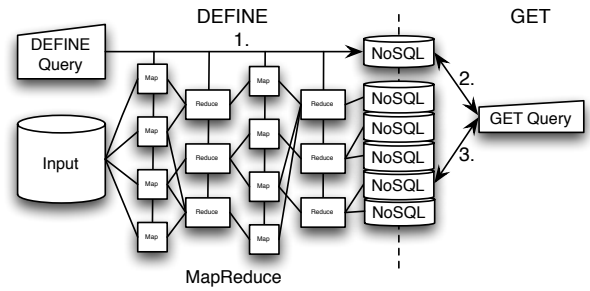 DEFINE
GET
DEFINE
Query
1.
NoSQL
2.
Map
Map
Map
Map
Reduce
Reduce
Reduce
Map
Map
Map
Map
Reduce
Reduce
Reduce
NoSQL
NoSQL
NoSQL
NoSQL
NoSQL
GET Query
3.
Input
MapReduce